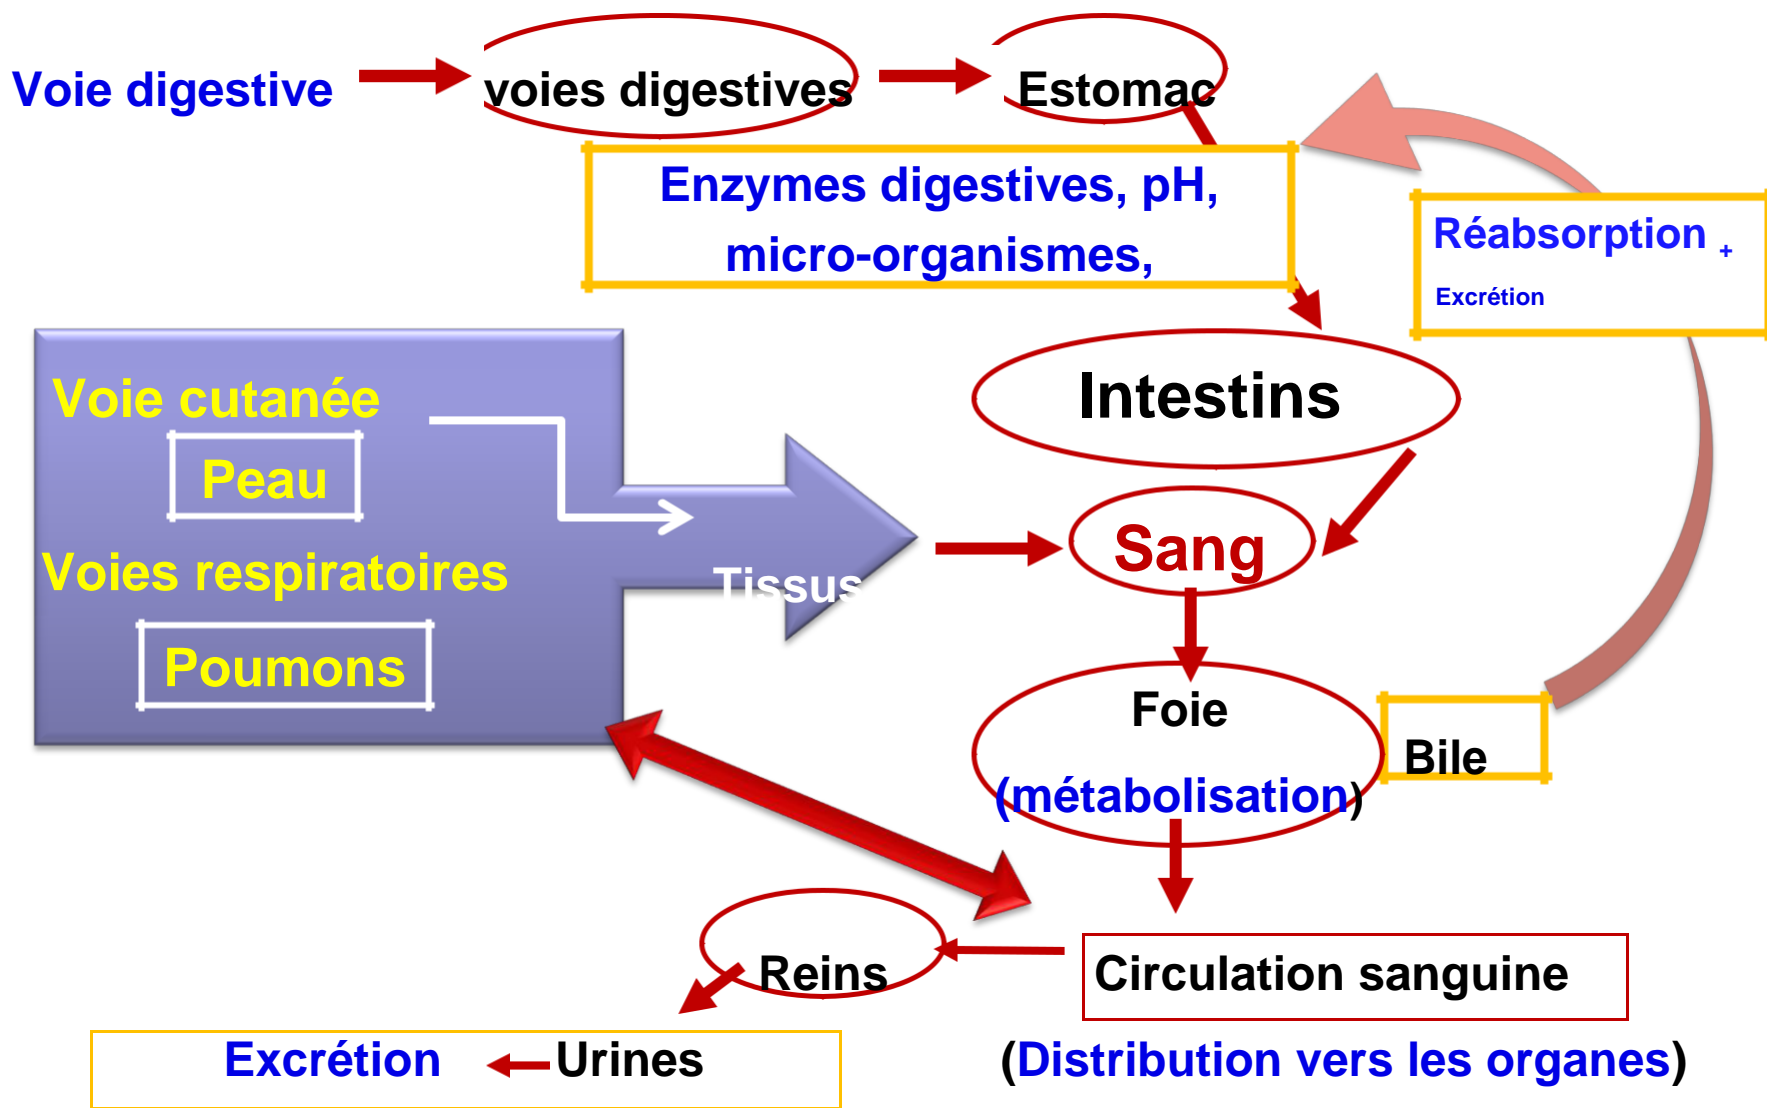 Voie digestive
voies digestives
Estomac
Enzymes digestives, pH,
micro-organismes,
Réabsorption +
Excrétion
Voie cutanée
Peau
Voies respiratoires
Poumons
Tissus
Intestins
Sang
Foie
(métabolisation)
Bile
Reins
Circulation sanguine
(Distribution vers les organes)
Excrétion
Urines